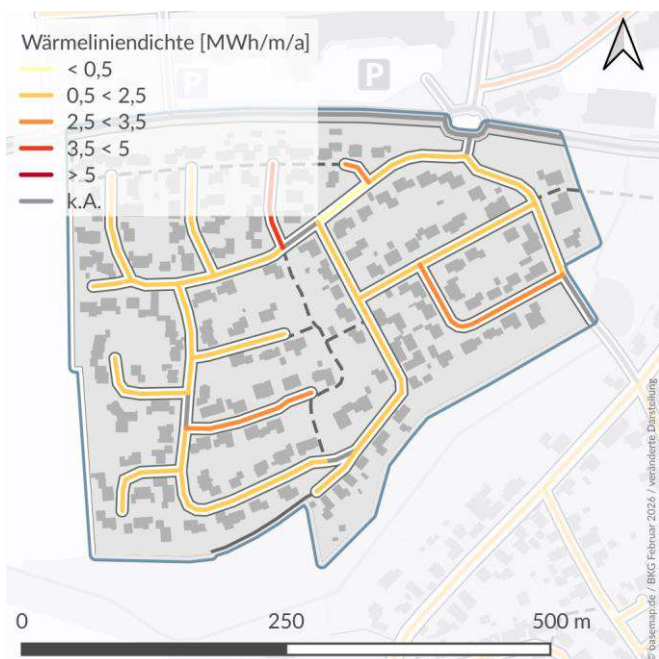 Wärmeliniendichte [MWh/m/a]
< 0,5
0,5 < 2,5
2,5 < 3,5
3,5 < 5
> 5
k.A.
P
P
0 250 500 m
© basemap.de / BKG Februar 2026 / veränderte Darstellung